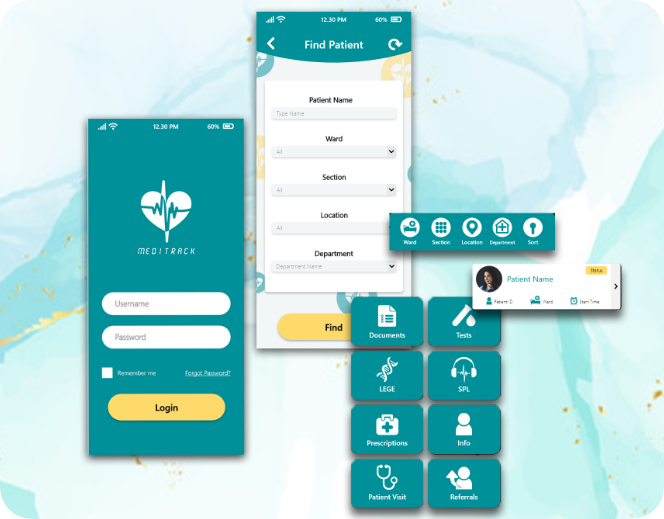 12.30 PM
60%
Find Patient
Patient Name
Type Name
Ward
All
Section
All
Location
All
Department
Department Name
Find
12.30 PM
60%
MEDITRACK
Username
Password
Remember me
Forgot Password?
Login
Ward
Section
Location
Department
Sort
Patient Name
Status
Patient ID
Ward
Start Time
Documents
Tests
LEGE
SPL
Prescriptions
Info
Patient Visit
Referrals